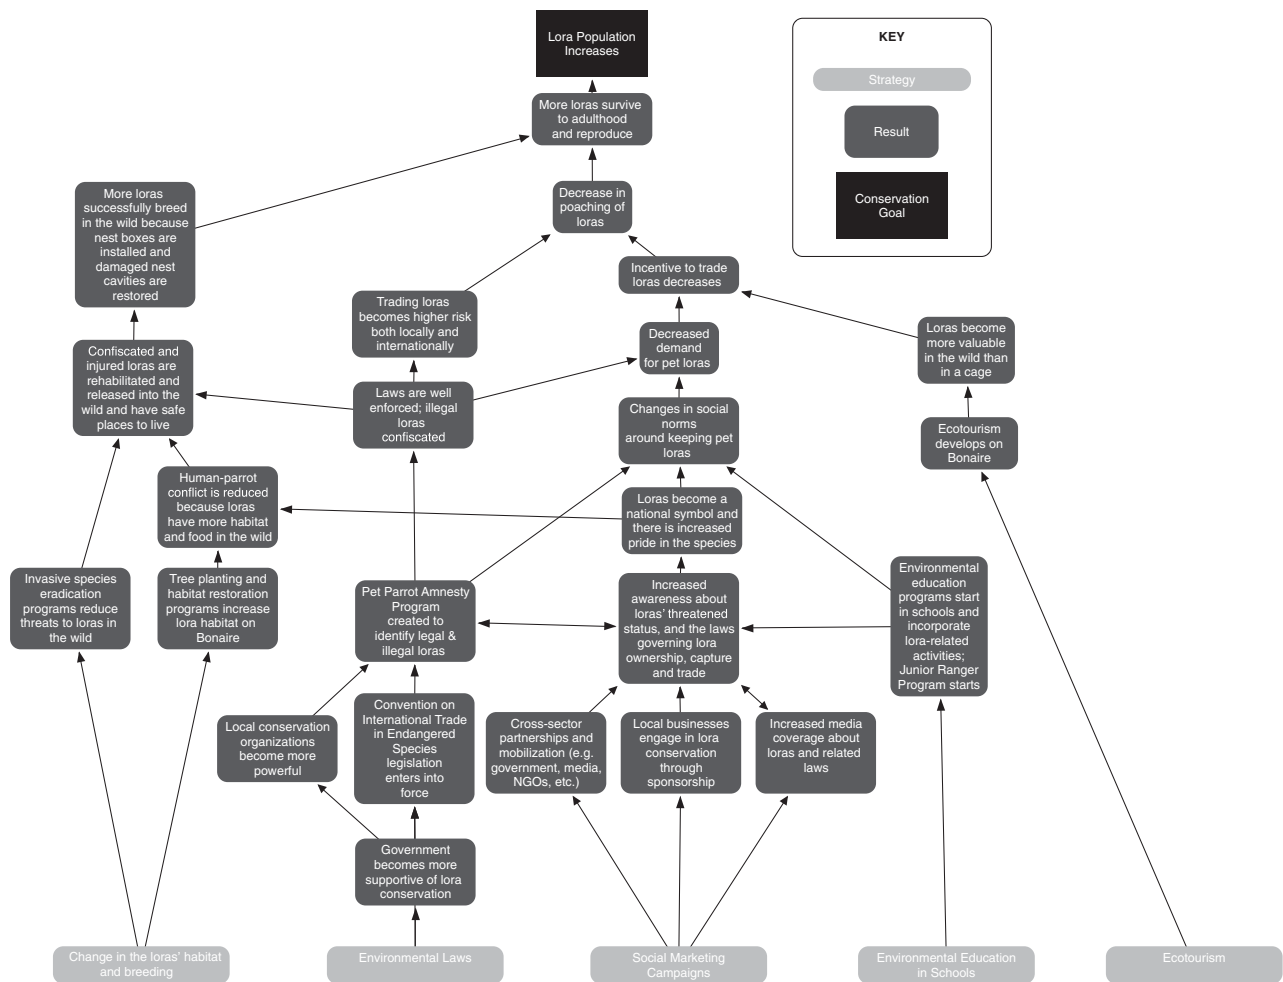 Lora Population
Increases
KEY
Strategy
Result
Conservation
Goal
More loras survive
to adulthood
and reproduce
More loras
successfully breed
in the wild because
nest boxes are
installed and
damaged nest
cavities are
restored
Decrease in
poaching of
loras
Incentive to trade
loras decreases
Trading loras
becomes higher risk
both locally and
internationally
Decreased
demand
for pet loras
Loras become
more valuable
in the wild than
in a cage
Confiscated and
injured loras are
rehabilitated and
released into the
wild and have safe
places to live
Laws are well
enforced; illegal
loras
confiscated
Changes in social
norms
around keeping pet
loras
Ecotourism
develops on
Bonaire
Human-parrot
conflict is reduced
because loras
have more habitat
and food in the wild
Loras become a
national symbol and
there is increased
pride in the species
Invasive species
eradication
programs reduce
threats to loras in
the wild
Tree planting and
habitat restoration
programs increase
lora habitat on
Bonaire
Pet Parrot Amnesty
Program
created to
identify legal &
illegal loras
Increased
awareness about
loras’ threatened
status, and the laws
governing lora
ownership, capture
and trade
Environmental
education
programs start
in schools and
incorporate
lora-related
activities;
Junior Ranger
Program starts
Local conservation
organizations
become more
powerful
Convention on
International Trade
in Endangered
Species
legislation
enters into
force
Cross-sector
partnerships and
mobilization (e.g.
government, media,
NGOs, etc.)
Local businesses
engage in lora
conservation
through
sponsorship
Increased media
coverage about
loras and related
laws
Government
becomes more
supportive of lora
conservation
Change in the loras’ habitat
and breeding
Environmental Laws
Social Marketing
Campaigns
Environmental Education
in Schools
Ecotourism